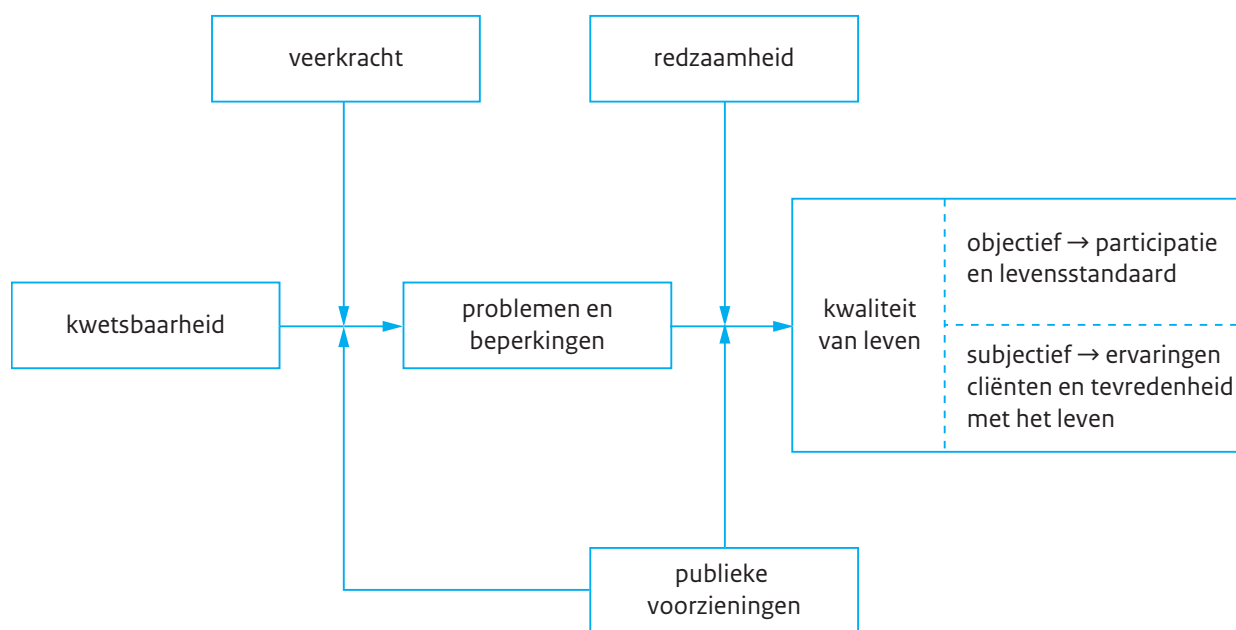 veerkracht
redzaamheid
kwetsbaarheid
problemen en
beperkingen
kwaliteit
van leven
objectief → participatie
en levensstandaard
subjectief → ervaringen
cliënten en tevredenheid
met het leven
publieke
voorzieningen